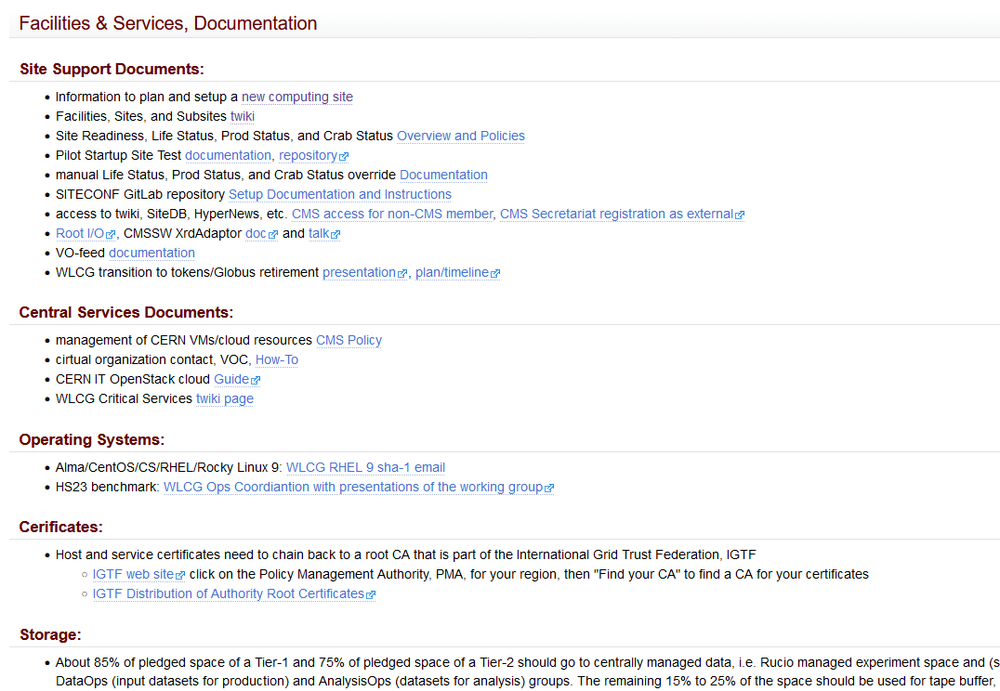 Facilities & Services, Documentation
Site Support Documents:
Information to plan and setup a new computing site
Facilities, Sites, and Subsites twiki
Site Readiness, Life Status, Prod Status, and Crab Status Overview and Policies
Pilot Startup Site Test documentation, repository
manual Life Status, Prod Status, and Crab Status override Documentation
SITECONF GitLab repository Setup Documentation and Instructions
access to twiki, SiteDB, HyperNews, etc. CMS access for non-CMS member, CMS Secretariat registration as external
Root I/O, CMSSW XrdAdaptor doc and talk
VO-feed documentation
WLCG transition to tokens/Globus retirement presentation, plan/timeline
Central Services Documents:
management of CERN VMs/cloud resources CMS Policy
cirtual organization contact, VOC, How-To
CERN IT OpenStack cloud Guide
WLCG Critical Services twiki page
Operating Systems:
Alma/CentOS/CS/RHEL/Rocky Linux 9: WLCG RHEL 9 sha-1 email
HS23 benchmark: WLCG Ops Coordiantion with presentations of the working group
Cerificates:
Host and service certificates need to chain back to a root CA that is part of the International Grid Trust Federation, IGTF
IGTF web site click on the Policy Management Authority, PMA, for your region, then "Find your CA" to find a CA for your certificates
IGTF Distribution of Authority Root Certificates
Storage:
About 85% of pledged space of a Tier-1 and 75% of pledged space of a Tier-2 should go to centrally managed data, i.e. Rucio managed experiment space and (s
DataOps (input datasets for production) and AnalysisOps (datasets for analysis) groups. The remaining 15% to 25% of the space should be used for tape buffer,